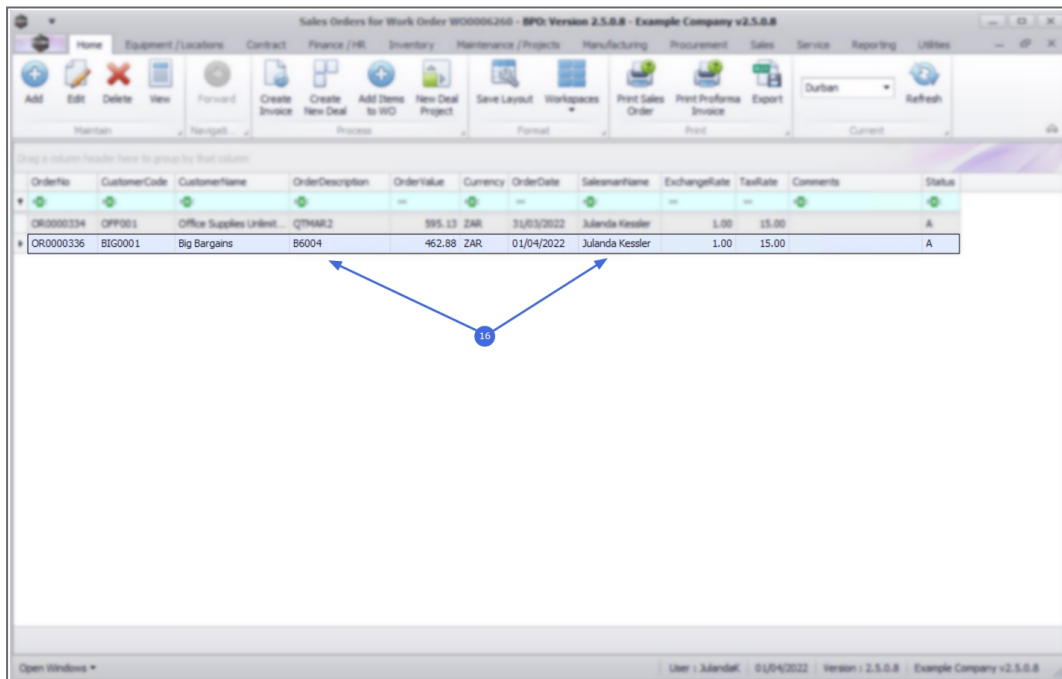 Sales Orders for Work Order WO0006260 - BPO: Version 2.5.0.8 - Example Company v2.5.0.8
Home Equipment / Locations Contract Finance / HR Inventory Maintenance / Projects Manufacturing Procurement Sales Service Reporting Utilities
Add Edit Delete View Forward Create Invoice Create New Deal Add Items to WO New Deal Project Save Layout Workspaces Print Sales Order Print Proforma Invoice Export Durban Refresh
Maintain Navigati... Process Format Print Current
Drag a column header here to group by that column
OrderNo CustomerCode CustomerName OrderDescription OrderValue Currency OrderDate SalesmanName ExchangeRate TaxRate Comments Status
OR0000334 OFF001 Office Supplies Unlimit... QTMAR2 595.13 ZAR 31/03/2022 Julanda Kessler 1.00 15.00 A
OR0000336 BIG0001 Big Bargains B6004 462.88 ZAR 01/04/2022 Julanda Kessler 1.00 15.00 A
16
Open Windows User : JulandaK 01/04/2022 Version : 2.5.0.8 Example Company v2.5.0.8